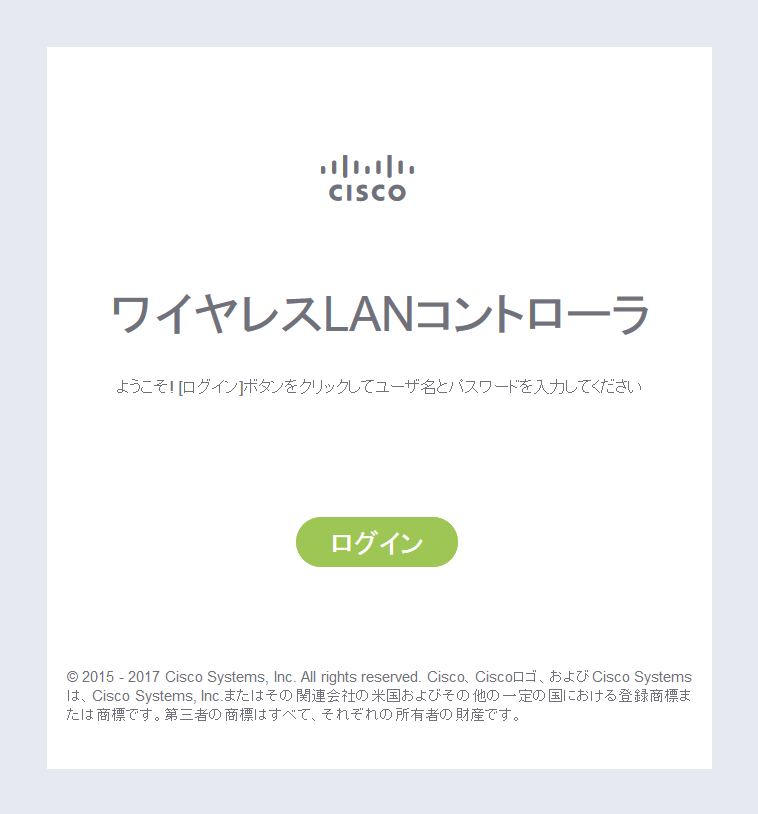 CISCO
ワイヤレスLANコントローラ
ようこそ! [ログイン]ボタンをクリックしてユーザ名とパスワードを入力してください
ログイン
© 2015 - 2017 Cisco Systems, Inc. All rights reserved. Cisco、Ciscoロゴ、およびCisco Systems
は、Cisco Systems, Inc.またはその関連会社の米国およびその他の一定の国における登録商標ま
たは商標です。第三者の商標はすべて、それぞれの所有者の財産です。